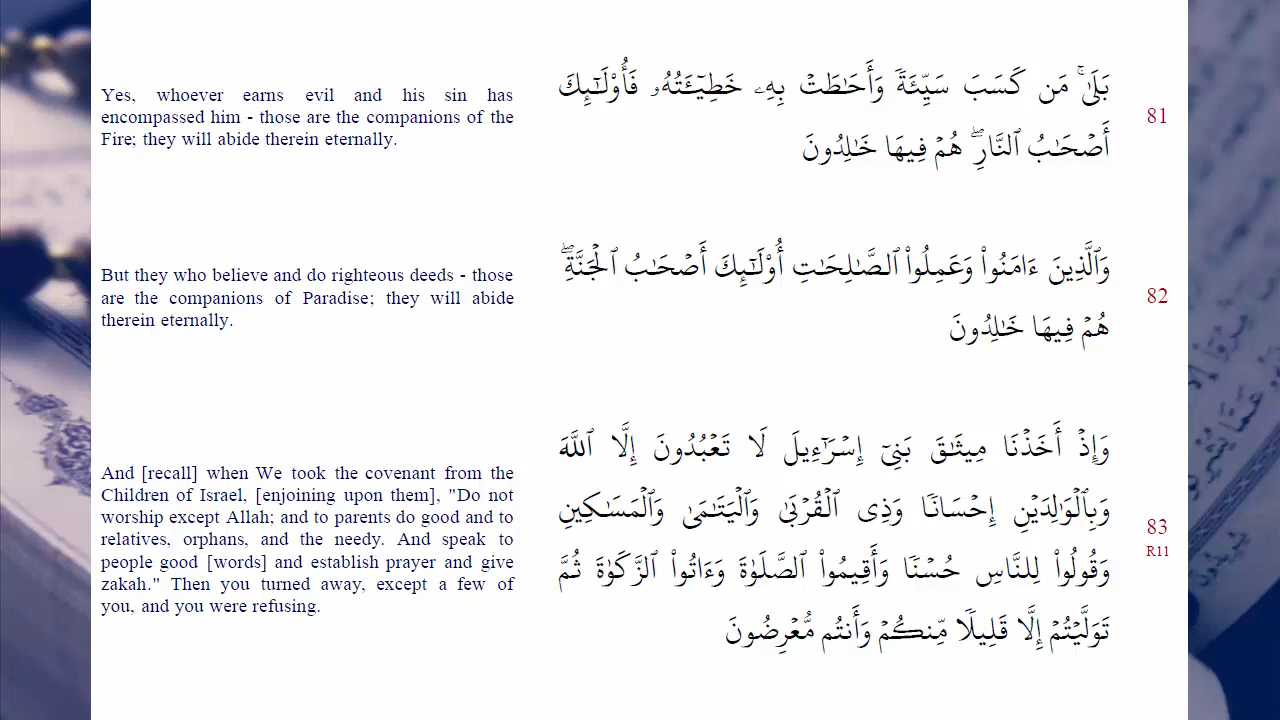 Yes, whoever earns evil and his sin has
encompassed him - those are the companions of the
Fire; they will abide therein eternally.
بَلَىٰۚ مَن كَسَبَ سَيِّئَةٗ وَأَحَٰطَتۡ بِهِۦ خَطِيٓـَٔتُهُۥ فَأُوْلَٰٓئِكَ
أَصۡحَٰبُ ٱلنَّارِۖ هُمۡ فِيهَا خَٰلِدُونَ
81
But they who believe and do righteous deeds - those
are the companions of Paradise; they will abide
therein eternally.
وَٱلَّذِينَ ءَامَنُواْ وَعَمِلُواْ ٱلصَّٰلِحَٰتِ أُوْلَٰٓئِكَ أَصۡحَٰبُ ٱلۡجَنَّةِۖ
هُمۡ فِيهَا خَٰلِدُونَ
82
And [recall] when We took the covenant from the
Children of Israel, [enjoining upon them], "Do not
worship except Allah; and to parents do good and to
relatives, orphans, and the needy. And speak to
people good [words] and establish prayer and give
zakah." Then you turned away, except a few of
you, and you were refusing.
وَإِذۡ أَخَذۡنَا مِيثَٰقَ بَنِيٓ إِسۡرَٰٓءِيلَ لَا تَعۡبُدُونَ إِلَّا ٱللَّهَ
وَبِٱلۡوَٰلِدَيۡنِ إِحۡسَانٗا وَذِي ٱلۡقُرۡبَىٰ وَٱلۡيَتَٰمَىٰ وَٱلۡمَسَٰكِينِ
وَقُولُواْ لِلنَّاسِ حُسۡنٗا وَأَقِيمُواْ ٱلصَّلَوٰةَ وَءَاتُواْ ٱلزَّكَوٰةَ ثُمَّ
تَوَلَّيۡتُمۡ إِلَّا قَلِيلٗا مِّنكُمۡ وَأَنتُم مُّعۡرِضُونَ
83
R11